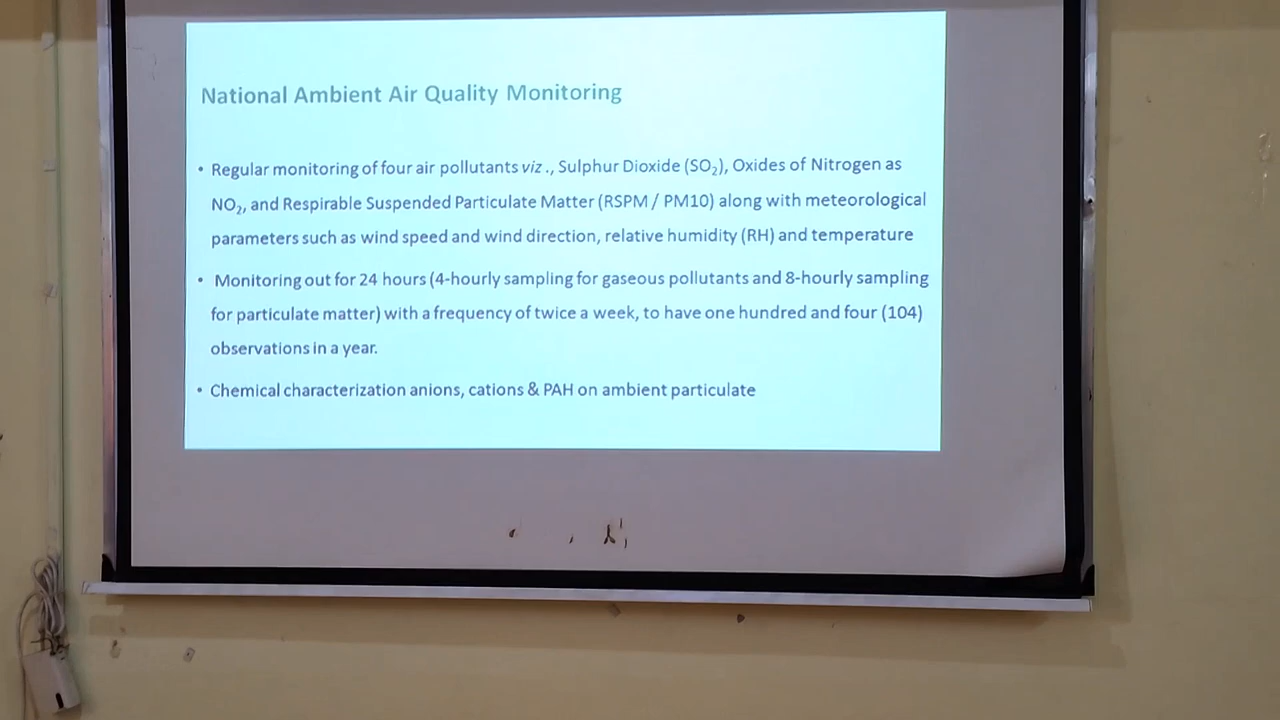 National Ambient Air Quality Monitoring
• Regular monitoring of four air pollutants viz ., Sulphur Dioxide (SO₂), Oxides of Nitrogen as
NO₂, and Respirable Suspended Particulate Matter (RSPM / PM10) along with meteorological
parameters such as wind speed and wind direction, relative humidity (RH) and temperature
• Monitoring out for 24 hours (4-hourly sampling for gaseous pollutants and 8-hourly sampling
for particulate matter) with a frequency of twice a week, to have one hundred and four (104)
observations in a year.
• Chemical characterization anions, cations & PAH on ambient particulate